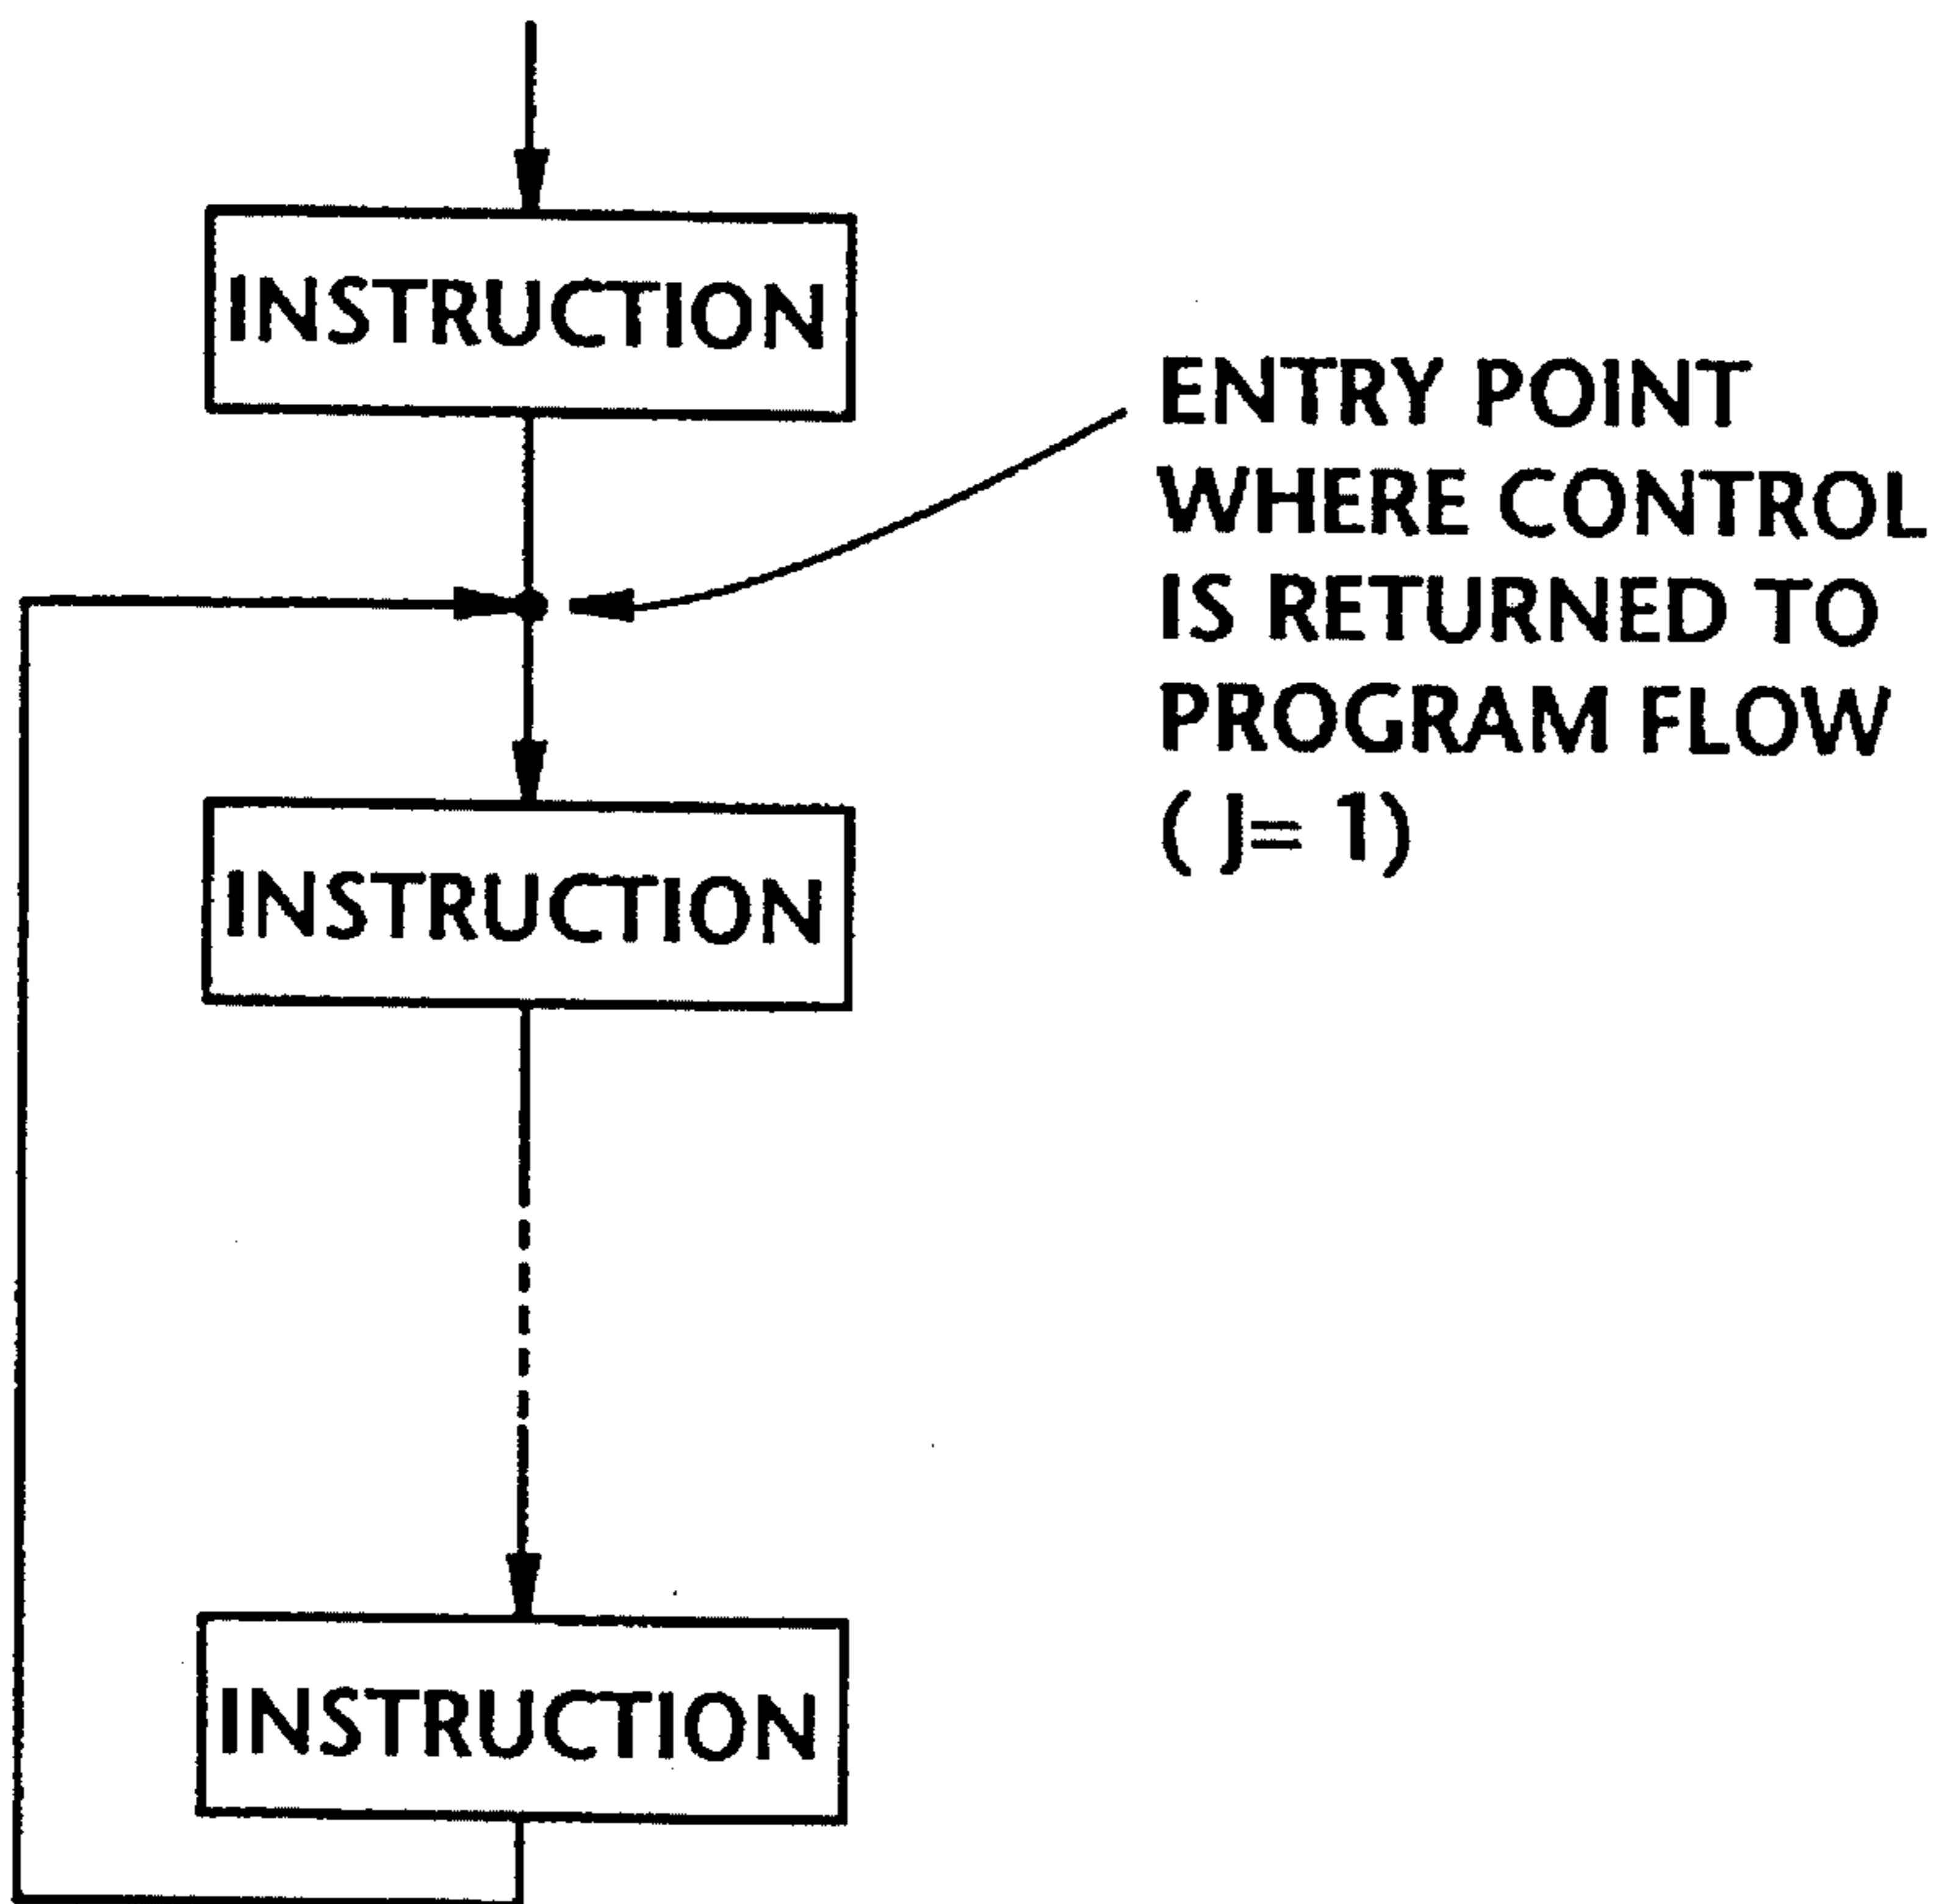 INSTRUCTION
ENTRY POINT
WHERE CONTROL
IS RETURNED TO
PROGRAM FLOW
( J= 1)
INSTRUCTION
INSTRUCTION